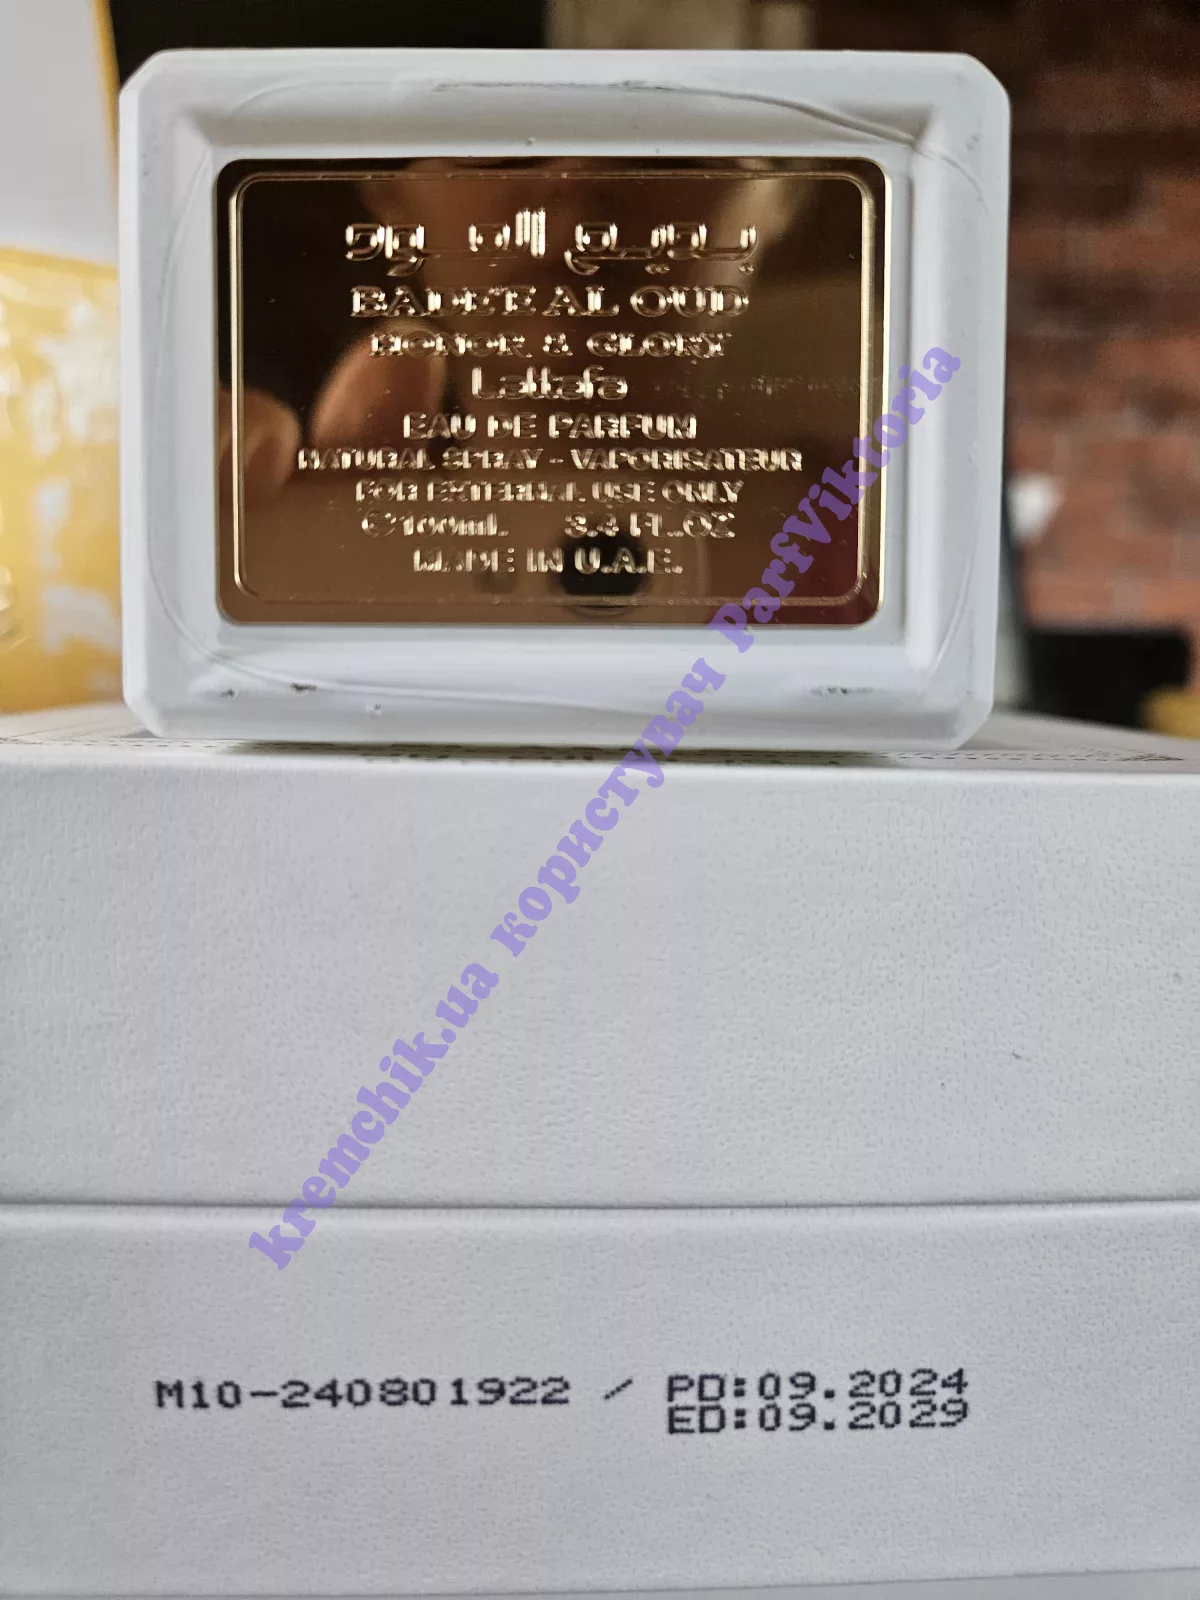 بديع العود
BADE'E AL OUD
HONOR & GLORY
Lattafa
EAU DE PARFUM
NATURAL SPRAY - VAPORISATEUR
FOR EXTERNAL USE ONLY
℮100mL 3.4 FL.OZ
MADE IN U.A.E.
kremchik.ua користувач ParfViktoria
M10-240801922 / PD:09.2024
ED:09.2029